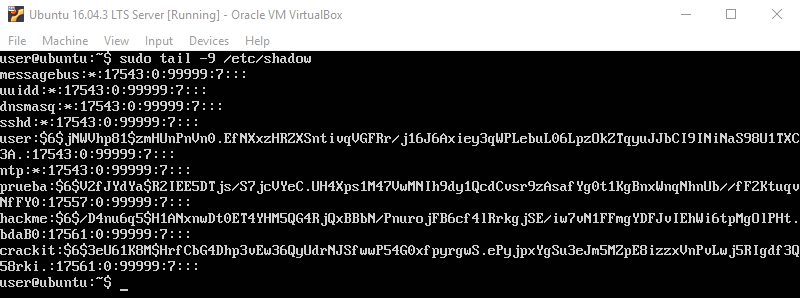 Ubuntu 16.04.3 LTS Server [Running] - Oracle VM VirtualBox
File Machine View Input Devices Help
user@ubuntu:~$ sudo tail -9 /etc/shadow
messagebus:*:17543:0:99999:7:::
uuidd:*:17543:0:99999:7:::
dnsmasq:*:17543:0:99999:7:::
sshd:*:17543:0:99999:7:::
user:$6$jNWVhp81$zmHUnPnVn0.EfNXxzHRZXSntivqVGFRr/j16J6Axiey3qWPLebuL06LpzOkZTqyuJJbCI9INiNaS98U1TXC
3A.:17543:0:99999:7:::
ntp:*:17543:0:99999:7:::
prueba:$6$V2fJYdYa$R2IEE5DTjs/S7jcVYeC.UH4Xps1M47VwMNIh9dy1QcdCvsr9zAsafYg0t1KgBnxWnqNhnUb//fF2Ktuqv
NfFY0:17557:0:99999:7:::
hackme:$6$/D4nu6q5$H1ANxnwDt0ET4YHM5QG4RjQxBBbN/PnurojFB6cf4lRrkgjSE/iw7vN1FFmgYDFJvIEhWi6tpMgOlPHt.
bdaB0:17561:0:99999:7:::
crackit:$6$3eU61K8M$HrfCbG4Dhp3vEw36QyUdrNJSfwwP54G0xfpyrgwS.ePyjpxYgSu3eJm5MZpE8izzxVnPvLwj5RIgdf3Q
58rki.:17561:0:99999:7:::
user@ubuntu:~$ _